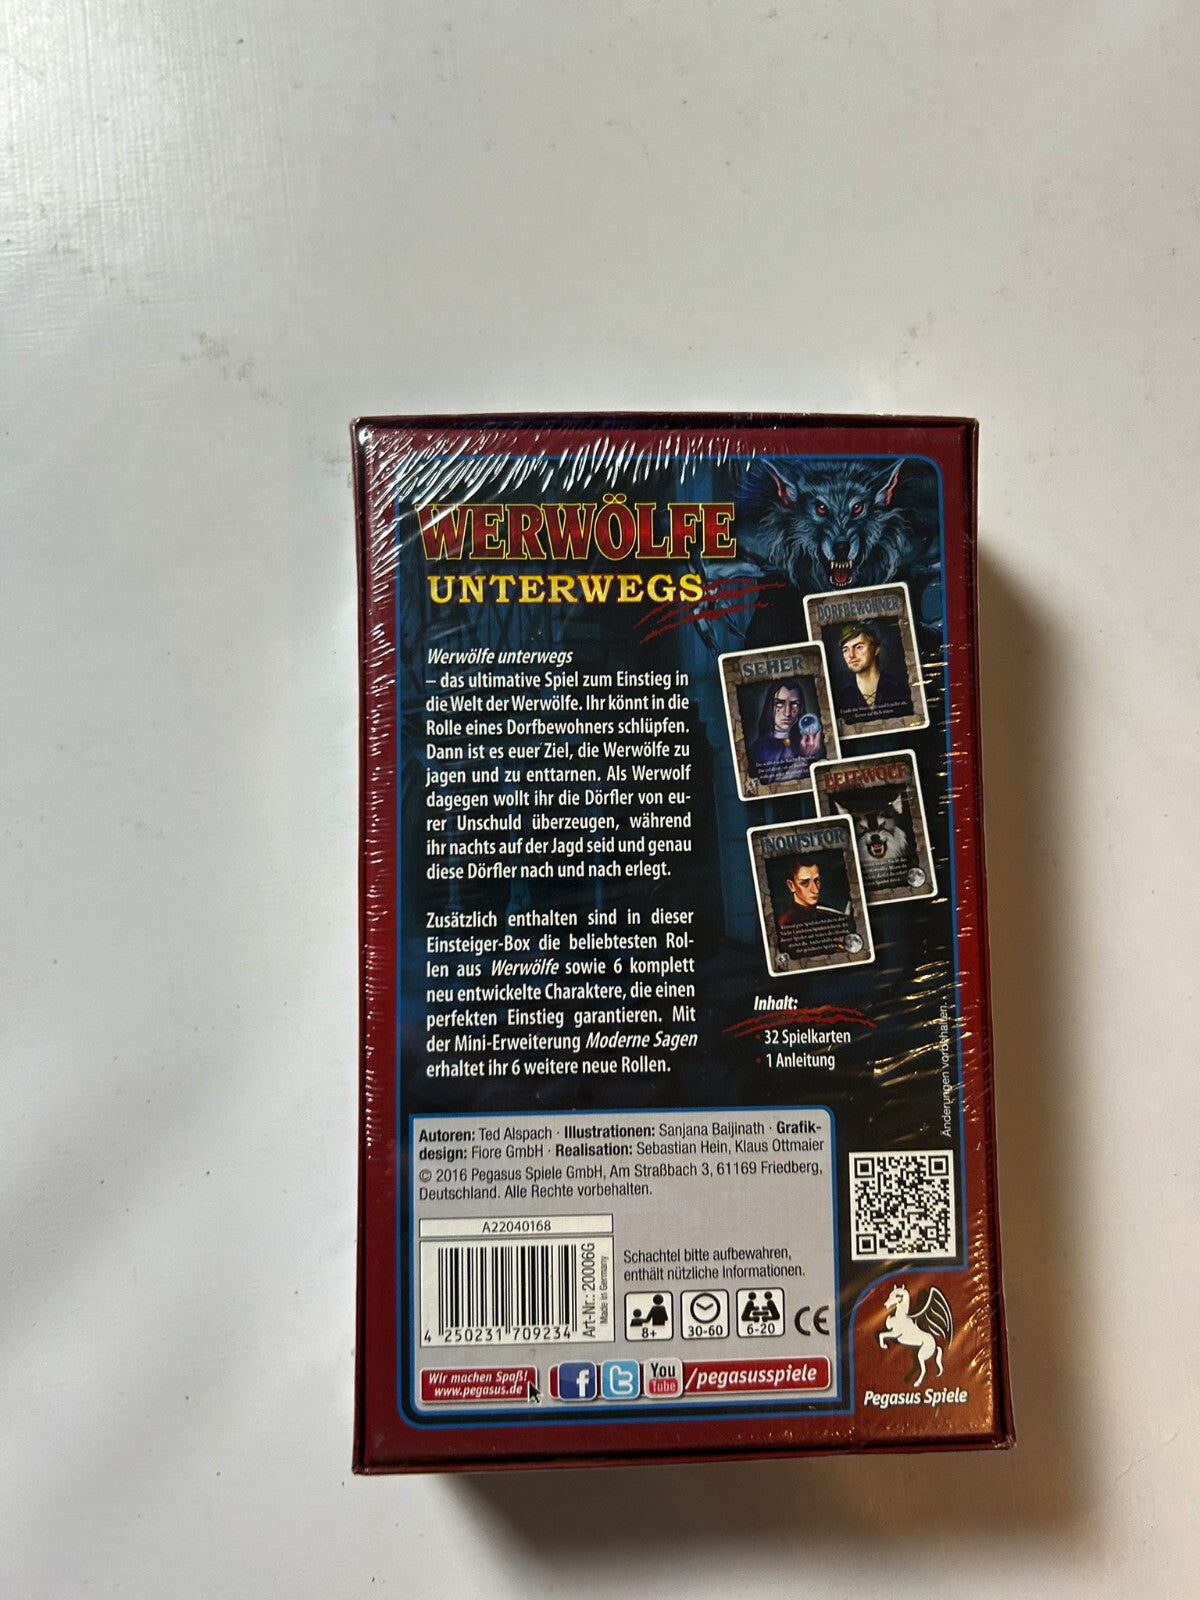 WERWÖLFE
UNTERWEGS
Werwölfe unterwegs
– das ultimative Spiel zum Einstieg in
die Welt der Werwölfe. Ihr könnt in die
Rolle eines Dorfbewohners schlüpfen.
Dann ist es euer Ziel, die Werwölfe zu
jagen und zu enttarnen. Als Werwolf
dagegen wollt ihr die Dörfler von eu-
rer Unschuld überzeugen, während
ihr nachts auf der Jagd seid und genau
diese Dörfler nach und nach erlegt.
Zusätzlich enthalten sind in dieser
Einsteiger-Box die beliebtesten Rol-
len aus Werwölfe sowie 6 komplett
neu entwickelte Charaktere, die einen
perfekten Einstieg garantieren. Mit
der Mini-Erweiterung Moderne Sagen
erhaltet ihr 6 weitere neue Rollen.
DORFBEWOHNER
SEHER
LEITWOLF
INQUISITOR
Inhalt:
• 32 Spielkarten
• 1 Anleitung
Änderungen vorbehalten.
Autoren: Ted Alspach · Illustrationen: Sanjana Baijinath · Grafik-
design: Fiore GmbH · Realisation: Sebastian Hein, Klaus Ottmaier
© 2016 Pegasus Spiele GmbH, Am Straßbach 3, 61169 Friedberg,
Deutschland. Alle Rechte vorbehalten.
A22040168
4 250231 709234
Art-Nr.: 20006G
Made in Germany
Schachtel bitte aufbewahren,
enthält nützliche Informationen.
8+
30-60
6-20
CE
Wir machen Spaß!
www.pegasus.de
f
t
You
Tube
/pegasusspiele
Pegasus Spiele